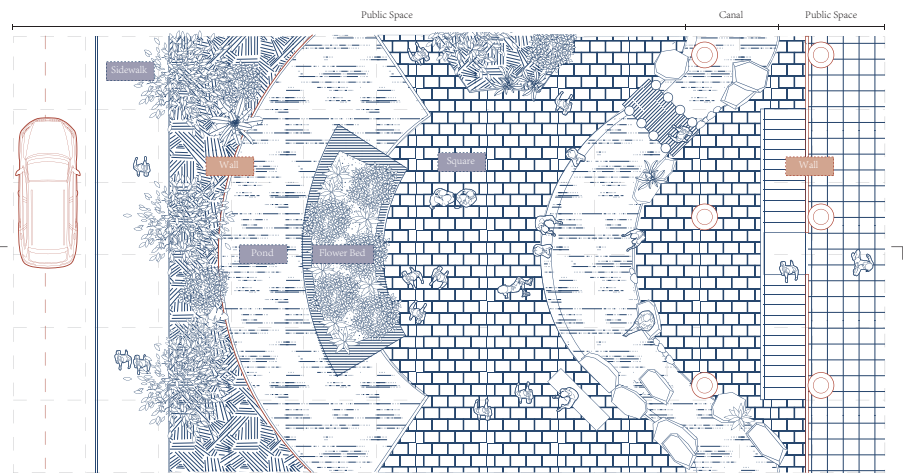 Public Space
Canal
Public Space
Sidewalk
Wall
Square
Wall
Pond
Flower Bed